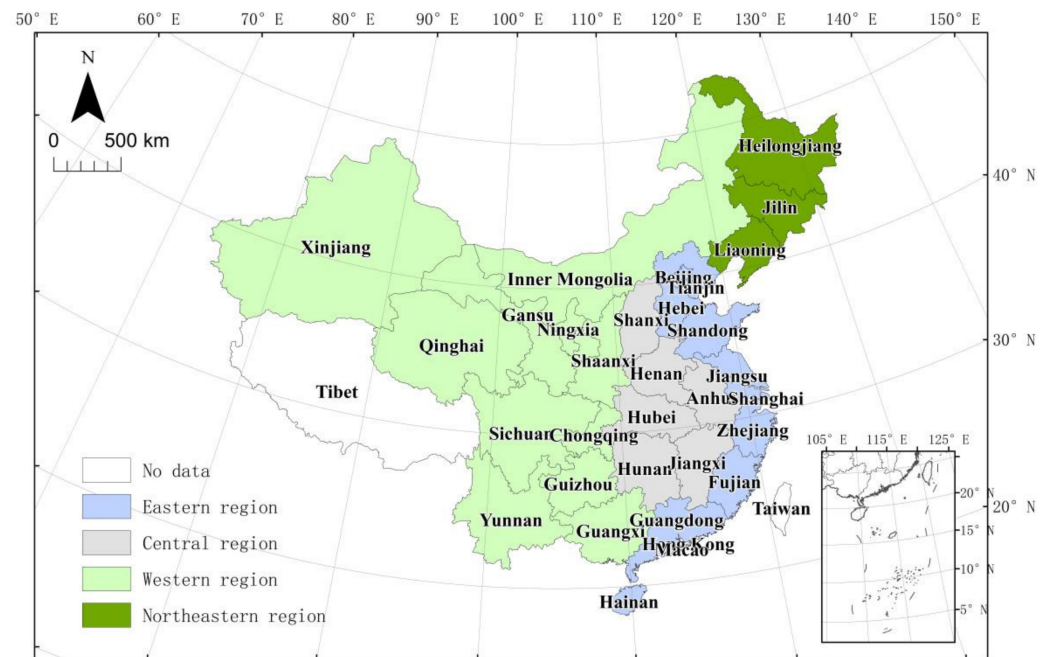 50° E 60° E 70° E 80° E 90° E 100° E 110° E 120° E 130° E 140° E 150° E
N
0 500 km
Heilongjiang
40° N
Jilin
Xinjiang
Liaoning
Beijing
Inner Mongolia
Tianjin
Hebei
Gansu
Shanxi
Ningxia
Shandong
30° N
Qinghai
Shaanxi
Henan
Jiangsu
Tibet
Anhui
Shanghai
Hubei
Sichuan
Chongqing
Zhejiang
105° E 115° E 125° E
Hunan
Jiangxi
No data
Guizhou
Fujian
20° N
Eastern region
20° N
Taiwan
Yunnan
Guangdong
Guangxi
15° N
Central region
Hong Kong
Macao
10° N
Western region
Hainan
5° N
Northeastern region